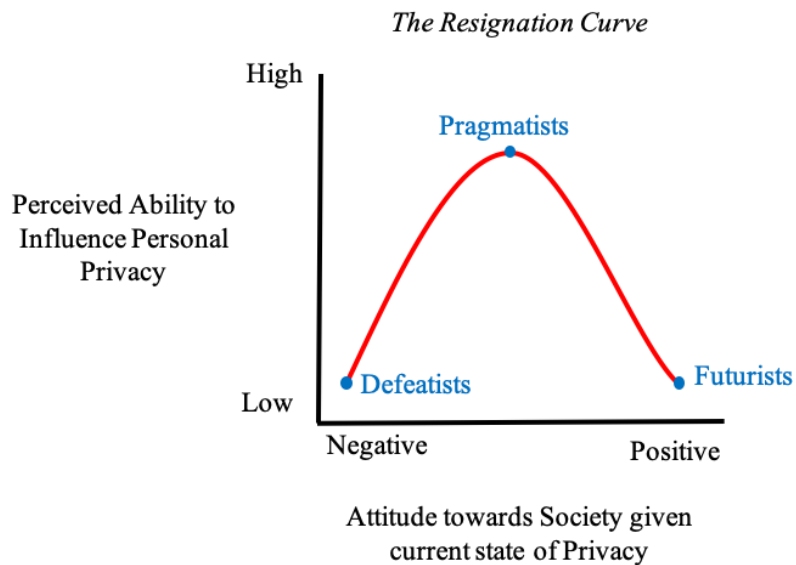 The Resignation Curve
High
Pragmatists
Perceived Ability to
Influence Personal
Privacy
Defeatists
Futurists
Low
Negative
Positive
Attitude towards Society given
current state of Privacy